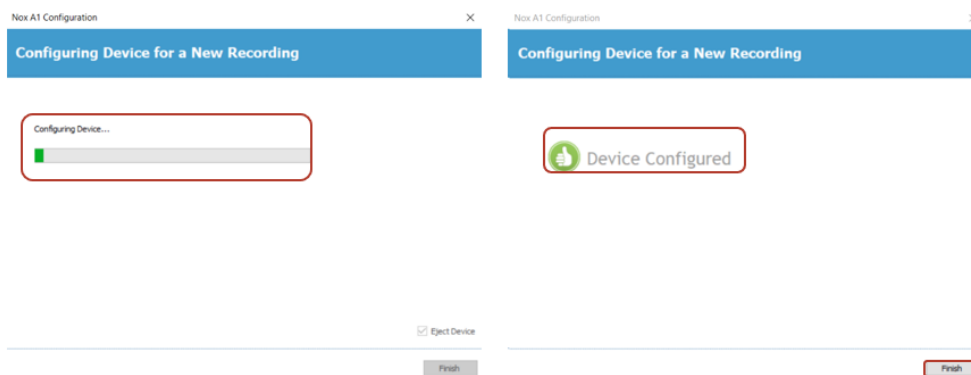 Nox A1 Configuration
Configuring Device for a New Recording
Configuring Device...
Eject Device
Finish
Nox A1 Configuration
Configuring Device for a New Recording
Device Configured
Finish